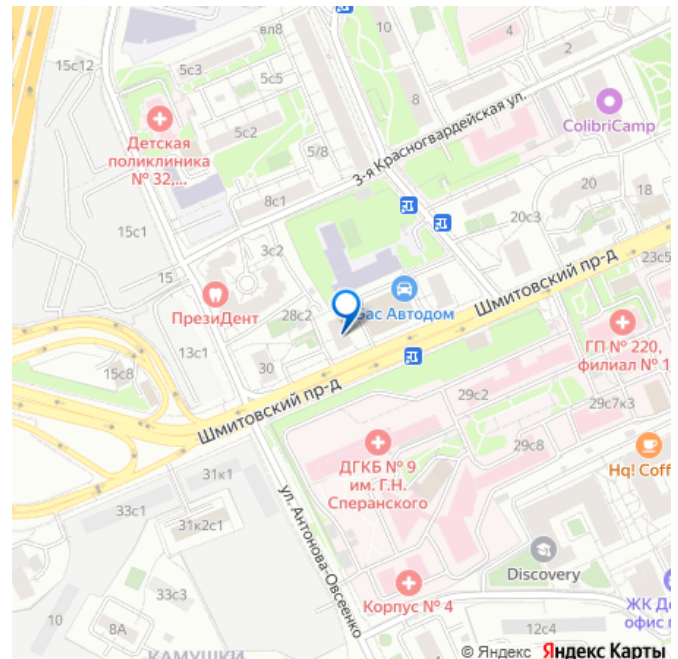 вл8
15с12
5с3
5с5
10
4
2
Детская
поликлиника
№ 32,...
5с2
5/8
8
3-я Красногвардейская ул.
ColibriCamp
8с1
20
18
20с3
15с1
3с2
15
23с5
ПрезиДент
28с2
Бас Автодом
Шмитовский пр-д
ГП № 220,
филиал № 1
13с1
30
15с8
29с2
29с7к3
Шмитовский пр-д
29с8
ДГКБ № 9
им. Г.Н.
Сперанского
Hq! Coff
31к1
33с1
31к2с1
ул. Антонова-Овсеенко
Discovery
33с3
Корпус № 4
ЖК Д
офис
10
8А
12с4
КАМУШКИ
© Яндекс Яндекс Карты